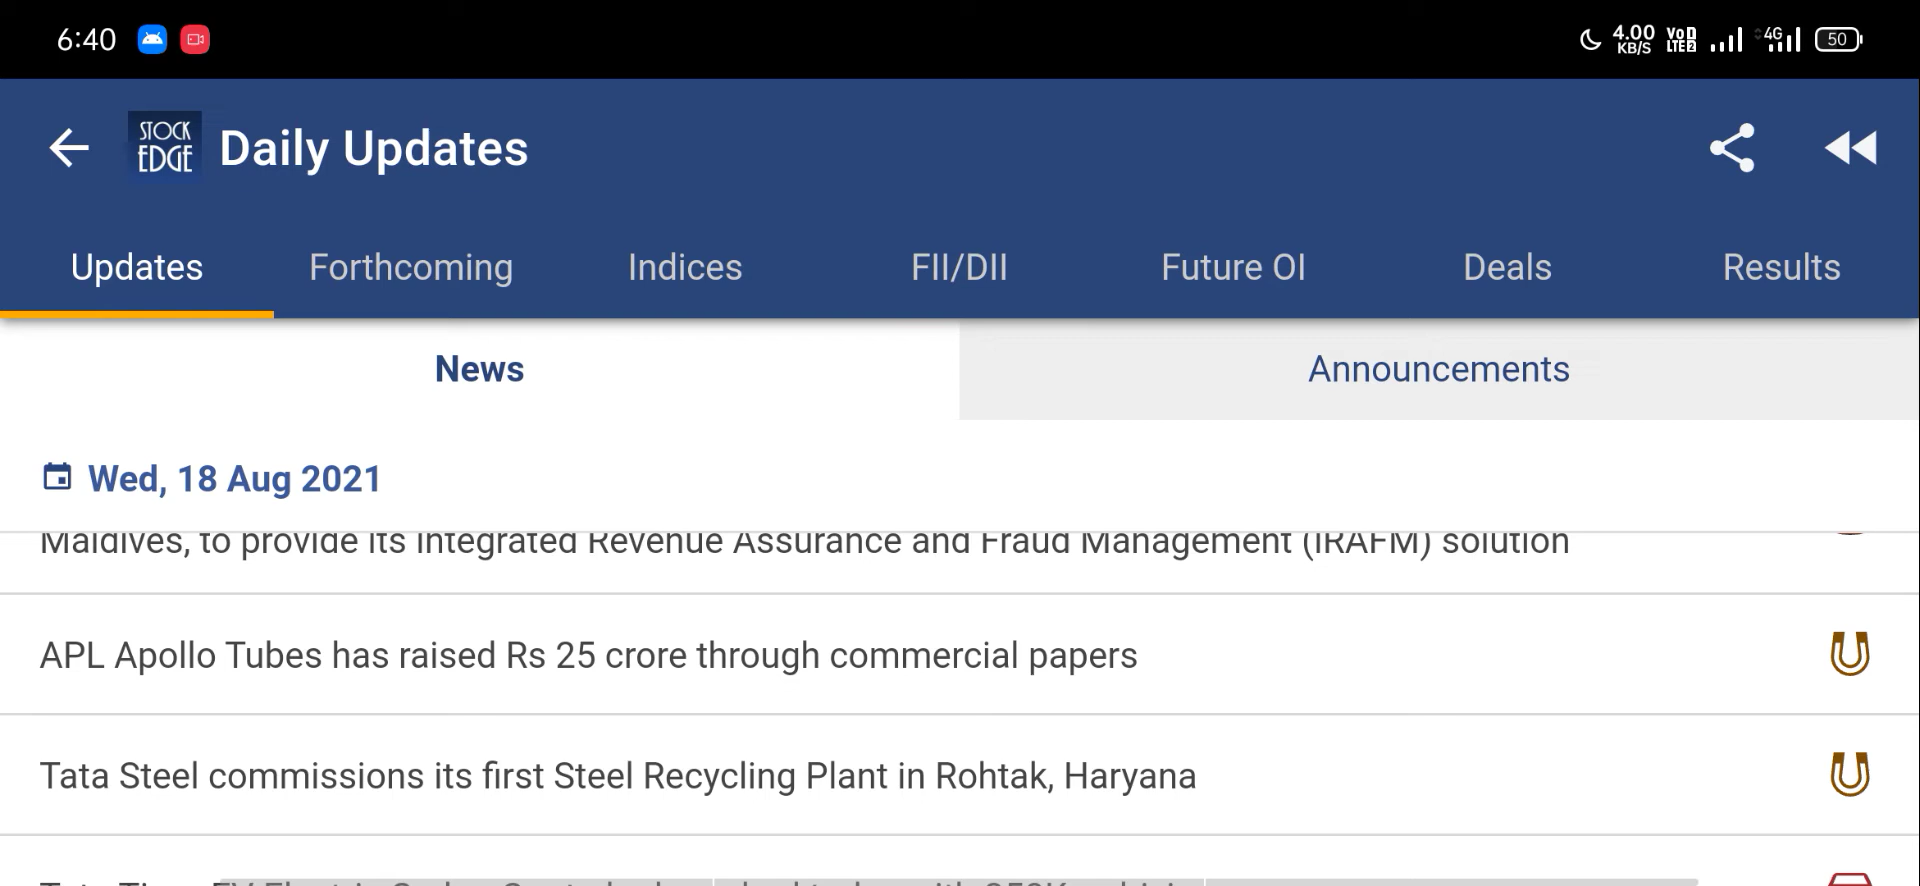 6:40
4.00 KB/S
VoD LTE2
4G
50
STOCK EDGE
Daily Updates
Updates Forthcoming Indices FII/DII Future OI Deals Results
News Announcements
Wed, 18 Aug 2021
Maldives, to provide its Integrated Revenue Assurance and Fraud Management (iRAFM) solution
APL Apollo Tubes has raised Rs 25 crore through commercial papers
Tata Steel commissions its first Steel Recycling Plant in Rohtak, Haryana